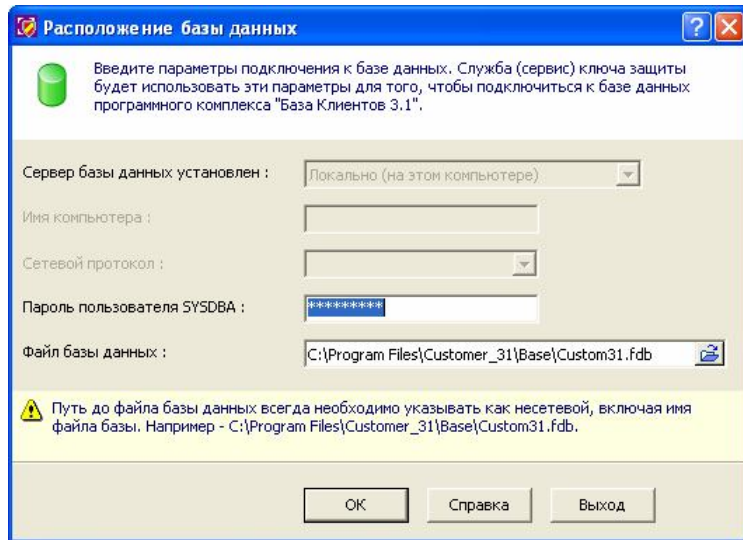 Расположение базы данных
Введите параметры подключения к базе данных. Служба (сервис) ключа защиты
будет использовать эти параметры для того, чтобы подключиться к базе данных
программного комплекса "База Клиентов 3.1".
Сервер базы данных установлен : Локально (на этом компьютере)
Имя компьютера :
Сетевой протокол :
Пароль пользователя SYSDBA : *********
Файл базы данных : C:\Program Files\Customer_31\Base\Custom31.fdb
Путь до файла базы данных всегда необходимо указывать как несетевой, включая имя
файла базы. Например - C:\Program Files\Customer_31\Base\Custom31.fdb.
OK Справка Выход